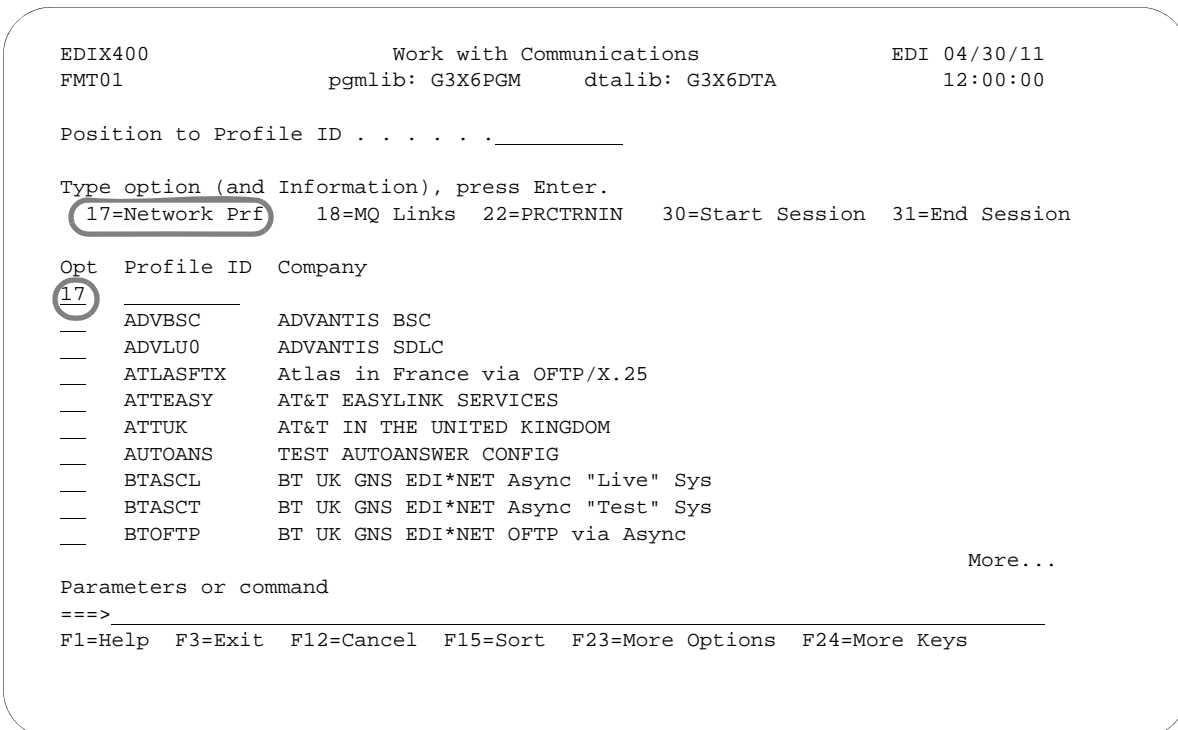 EDIX400 Work with Communications EDI 04/30/11
FMT01 pgmlib: G3X6PGM dtalib: G3X6DTA 12:00:00
Position to Profile ID . . . . . .
Type option (and Information), press Enter.
17=Network Prf 18=MQ Links 22=PRCTRNIN 30=Start Session 31=End Session
Opt Profile ID Company
17
ADVBSC ADVANTIS BSC
ADVLU0 ADVANTIS SDLC
ATLASFTX Atlas in France via OFTP/X.25
ATTEASY AT&T EASYLINK SERVICES
ATTUK AT&T IN THE UNITED KINGDOM
AUTOANS TEST AUTOANSWER CONFIG
BTASCL BT UK GNS EDI*NET Async "Live" Sys
BTASCT BT UK GNS EDI*NET Async "Test" Sys
BTOFTP BT UK GNS EDI*NET OFTP via Async
More...
Parameters or command
===>
F1=Help F3=Exit F12=Cancel F15=Sort F23=More Options F24=More Keys